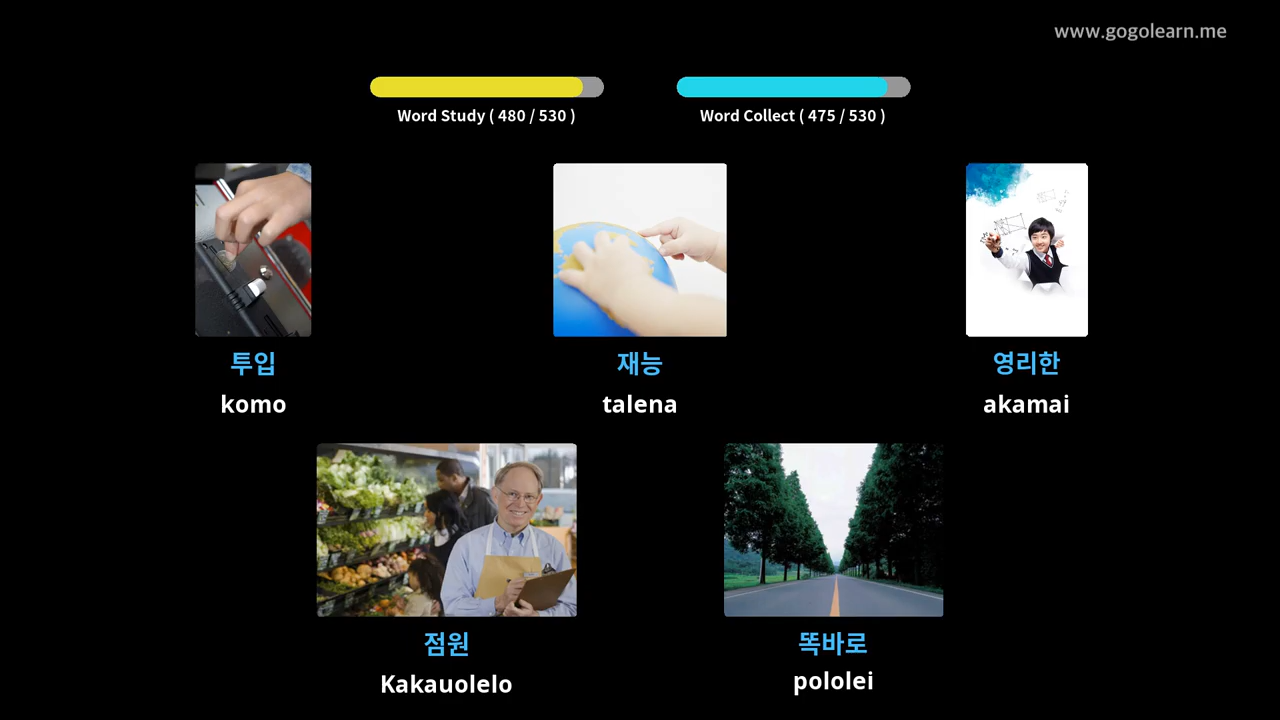 www.gogolearn.me
Word Study ( 480 / 530 )
Word Collect ( 475 / 530 )
투입
komo
재능
talena
영리한
akamai
점원
Kakauolelo
똑바로
pololei